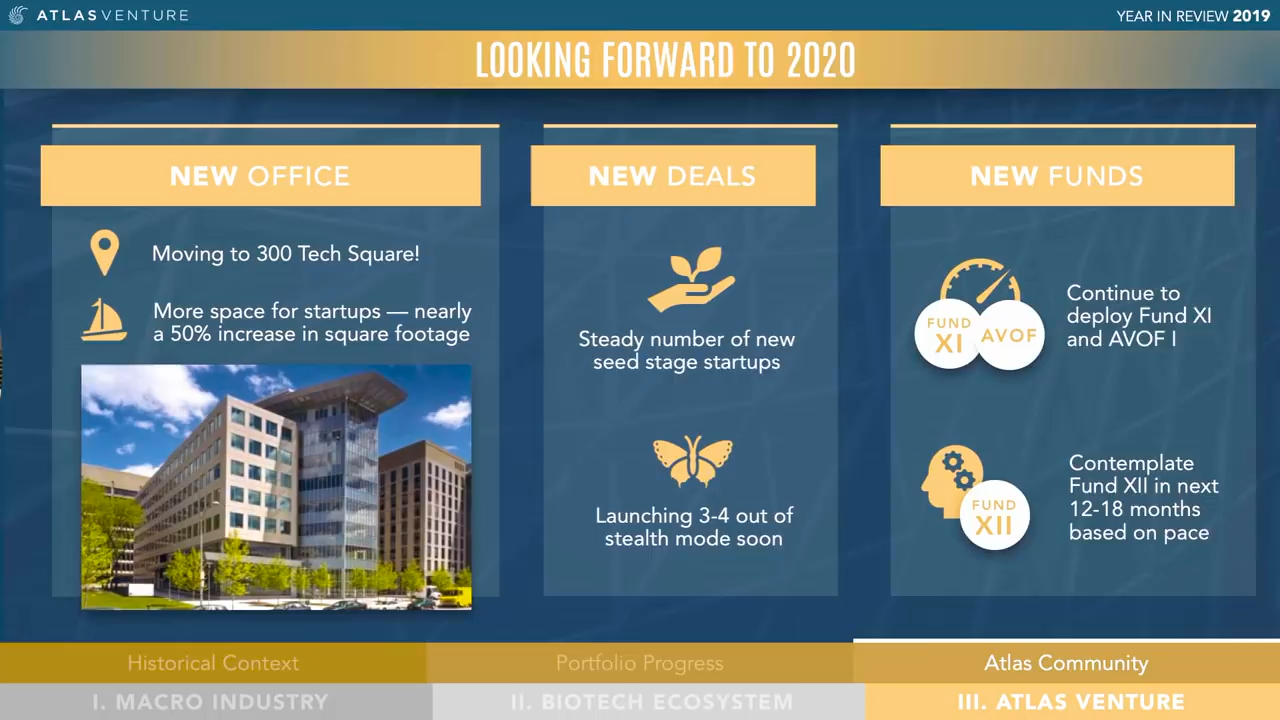 ATLASVENTURE
YEAR IN REVIEW 2019
LOOKING FORWARD TO 2020
NEW OFFICE
Moving to 300 Tech Square!
More space for startups — nearly
a 50% increase in square footage
NEW DEALS
Steady number of new
seed stage startups
Launching 3-4 out of
stealth mode soon
NEW FUNDS
FUND
XI
AVOF
Continue to
deploy Fund XI
and AVOF I
FUND
XII
Contemplate
Fund XII in next
12-18 months
based on pace
Historical Context
Portfolio Progress
Atlas Community
I. MACRO INDUSTRY
II. BIOTECH ECOSYSTEM
III. ATLAS VENTURE